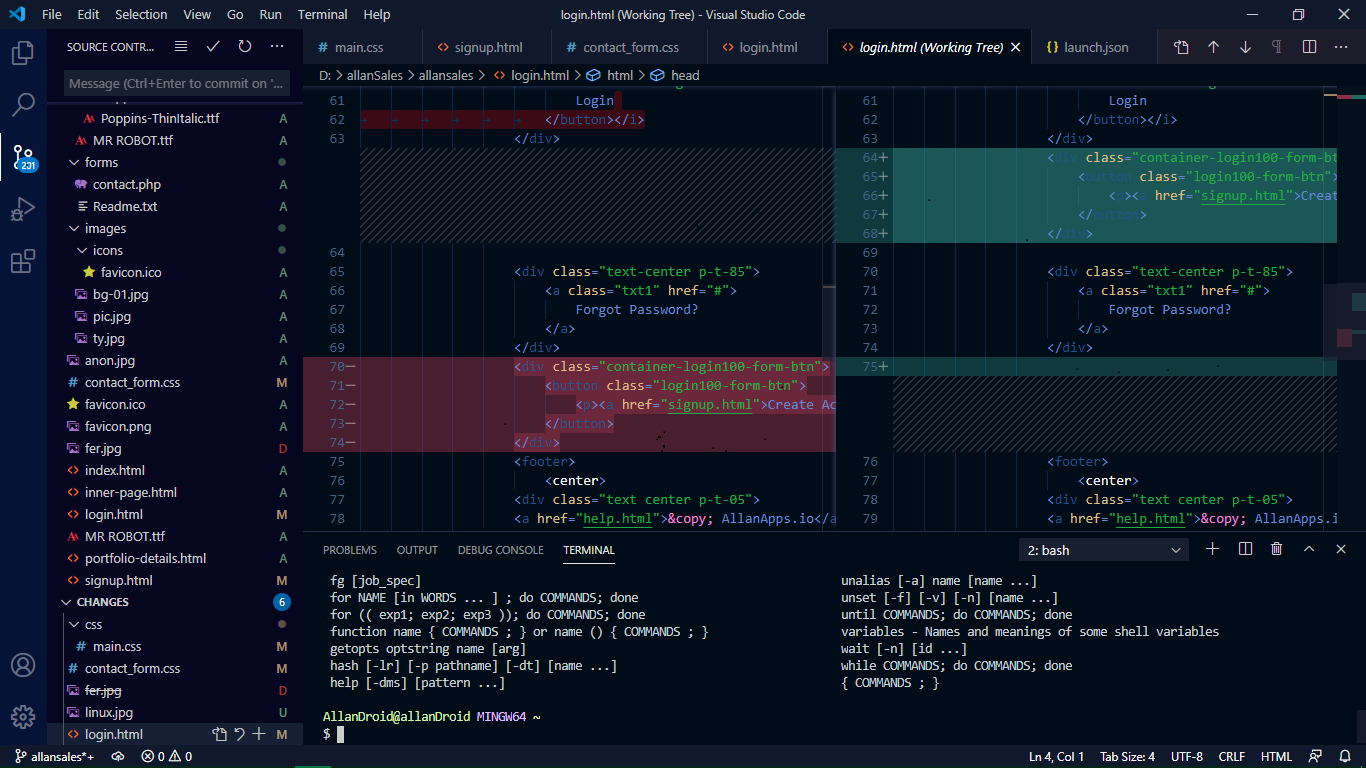 File Edit Selection View Go Run Terminal Help
login.html (Working Tree) - Visual Studio Code
SOURCE CONTR...
Message (Ctrl+Enter to commit on '...
Poppins-ThinItalic.ttf A
MR ROBOT.ttf A
forms
contact.php A
Readme.txt A
images
icons
favicon.ico A
bg-01.jpg A
pic.jpg A
ty.jpg A
anon.jpg A
contact_form.css M
favicon.ico A
favicon.png A
fer.jpg D
index.html A
inner-page.html A
login.html M
MR ROBOT.ttf A
portfolio-details.html A
signup.html M
CHANGES 6
css
main.css M
contact_form.css M
fer.jpg D
linux.jpg U
login.html M
231
main.css
signup.html
contact_form.css
login.html
login.html (Working Tree)
launch.json
D: > allanSales > allansales > login.html > html > head
61 Login
62 </button></i>
63 </div>
64
65 <div class="text-center p-t-85">
66 <a class="txt1" href="#">
67 Forgot Password?
68 </a>
69 </div>
70— <div class="container-login100-form-btn">
71— <button class="login100-form-btn">
72— <p><a href="signup.html">Create Ac
73— </button>
74— </div>
75 <footer>
76 <center>
77 <div class="text center p-t-05">
78 <a href="help.html">&copy; AllanApps.io</a
61 Login
62 </button></i>
63 </div>
64+ <div class="container-login100-form-bt
65+ <button class="login100-form-btn">
66+ <p><a href="signup.html">Crea
67+ </button>
68+ </div>
69
70 <div class="text-center p-t-85">
71 <a class="txt1" href="#">
72 Forgot Password?
73 </a>
74 </div>
75+
76 <footer>
77 <center>
78 <div class="text center p-t-05">
79 <a href="help.html">&copy; AllanApps.i
PROBLEMS OUTPUT DEBUG CONSOLE TERMINAL
2: bash
fg [job_spec]
for NAME [in WORDS ... ] ; do COMMANDS; done
for (( exp1; exp2; exp3 )); do COMMANDS; done
function name { COMMANDS ; } or name () { COMMANDS ; }
getopts optstring name [arg]
hash [-lr] [-p pathname] [-dt] [name ...]
help [-dms] [pattern ...]
unalias [-a] name [name ...]
unset [-f] [-v] [-n] [name ...]
until COMMANDS; do COMMANDS; done
variables - Names and meanings of some shell variables
wait [-n] [id ...]
while COMMANDS; do COMMANDS; done
{ COMMANDS ; }
AllanDroid@allanDroid MINGW64 ~
$
allansales*+
0 0
Ln 4, Col 1 Tab Size: 4 UTF-8 CRLF HTML